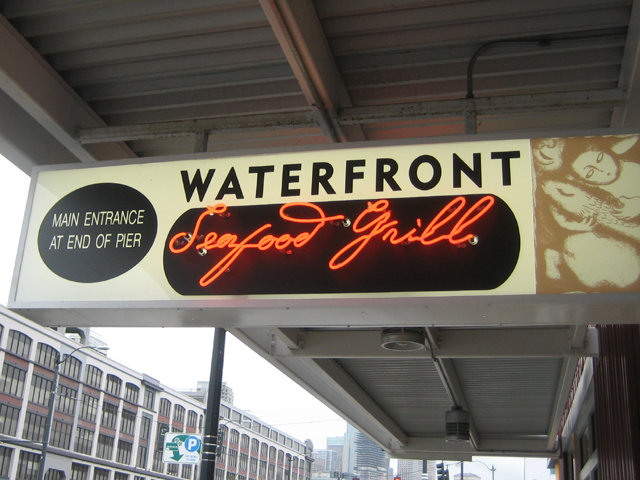 WATERFRONT
Seafood Grill
MAIN ENTRANCE
AT END OF PIER
P